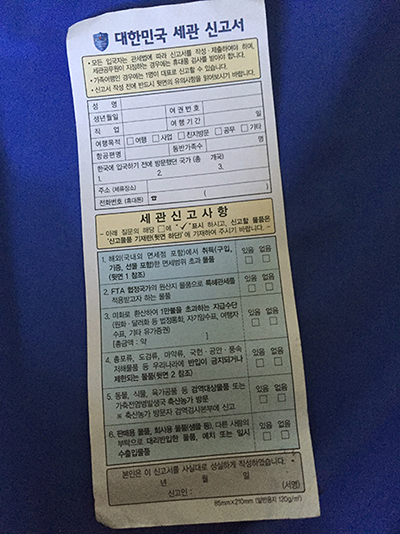 대한민국 세관 신고서
• 모든 입국자는 관세법에 따라 신고서를 작성·제출하여야 하며,
세관공무원이 지정하는 경우에는 휴대품 검사를 받아야 합니다.
• 가족여행인 경우에는 1명이 대표로 신고할 수 있습니다.
• 신고서 작성 전에 반드시 뒷면의 유의사항을 읽어보시기 바랍니다.
성 명
생년월일 여권번호
직 업 여행기간 일
여행목적 □ 여행 □ 사업 □ 친지방문 □ 공무 □ 기타
항공편명 동반가족수 명
한국에 입국하기 전에 방문했던 국가 (총 개국)
1. 2. 3.
주소 (체류장소)
전화번호 (휴대폰) ☎ ( )
세관신고사항
- 아래 질문의 해당 □에 "✓"표시 하시고, 신고할 물품은
'신고물품 기재란(뒷면 하단)'에 기재하여 주시기 바랍니다. -
1. 해외(국내외 면세점 포함)에서 취득(구입, 있음 없음
기증, 선물 포함)한 면세범위 초과 물품 □ □
[뒷면 1 참조]
2. FTA 협정국가의 원산지 물품으로 특혜관세를 있음 없음
적용받고자 하는 물품 □ □
3. 미화로 환산하여 1만불을 초과하는 지급수단 있음 없음
(원화·달러화 등 법정통화, 자기앞수표, 여행자 □ □
수표, 기타 유가증권)
[총금액 : 약 ]
4. 총포류, 도검류, 마약류, 국헌·공안·풍속 있음 없음
저해물품 등 우리나라에 반입이 금지되거나 □ □
제한되는 물품[뒷면 2 참조]
5. 동물, 식물, 육가공품 등 검역대상물품 또는 있음 없음
가축전염병발생국 축산농가 방문 □ □
※ 축산농가 방문자 검역검사본부에 신고
6. 판매용 물품, 회사용 물품(샘플 등), 다른 사람의 있음 없음
부탁으로 대리반입한 물품, 예치 또는 일시 □ □
수출입물품
본인은 이 신고서를 사실대로 성실하게 작성하였습니다.
년 월 일
신고인 : (서명)
85mm×210mm (일반용지 120g/㎡)